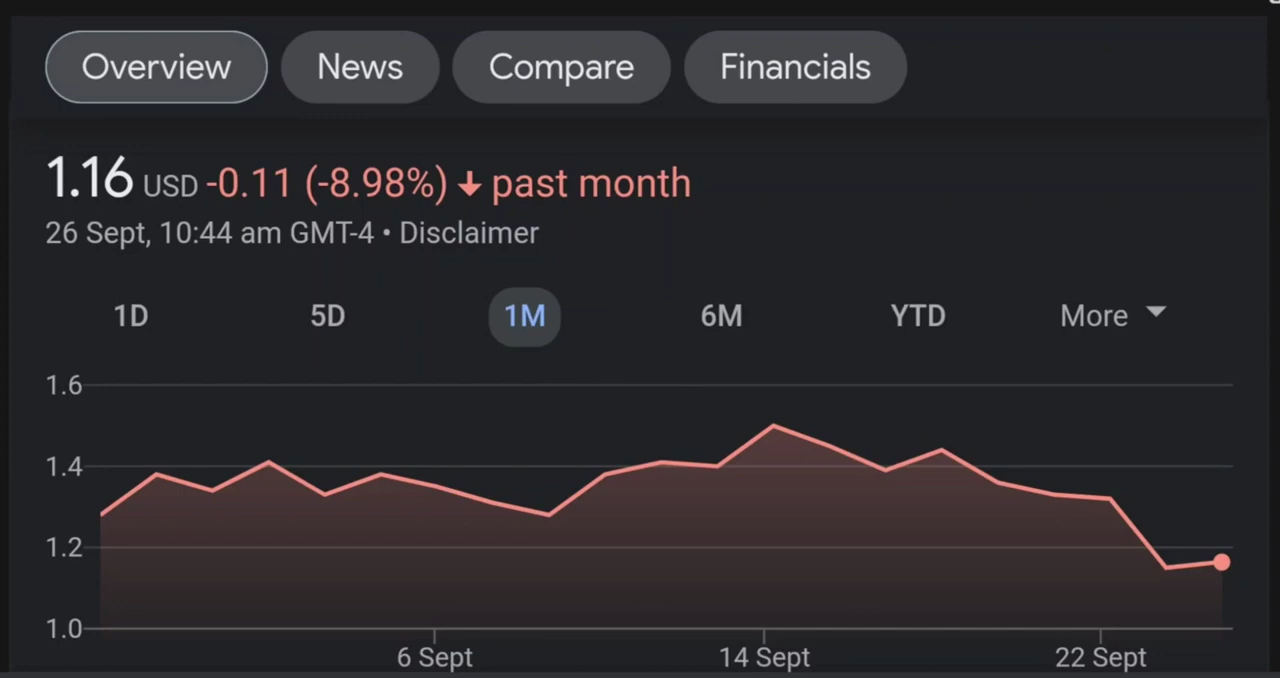 Overview News Compare Financials
1.16 USD -0.11 (-8.98%) ↓ past month
26 Sept, 10:44 am GMT-4 • Disclaimer
1D 5D 1M 6M YTD More
1.6
1.4
1.2
1.0
6 Sept 14 Sept 22 Sept